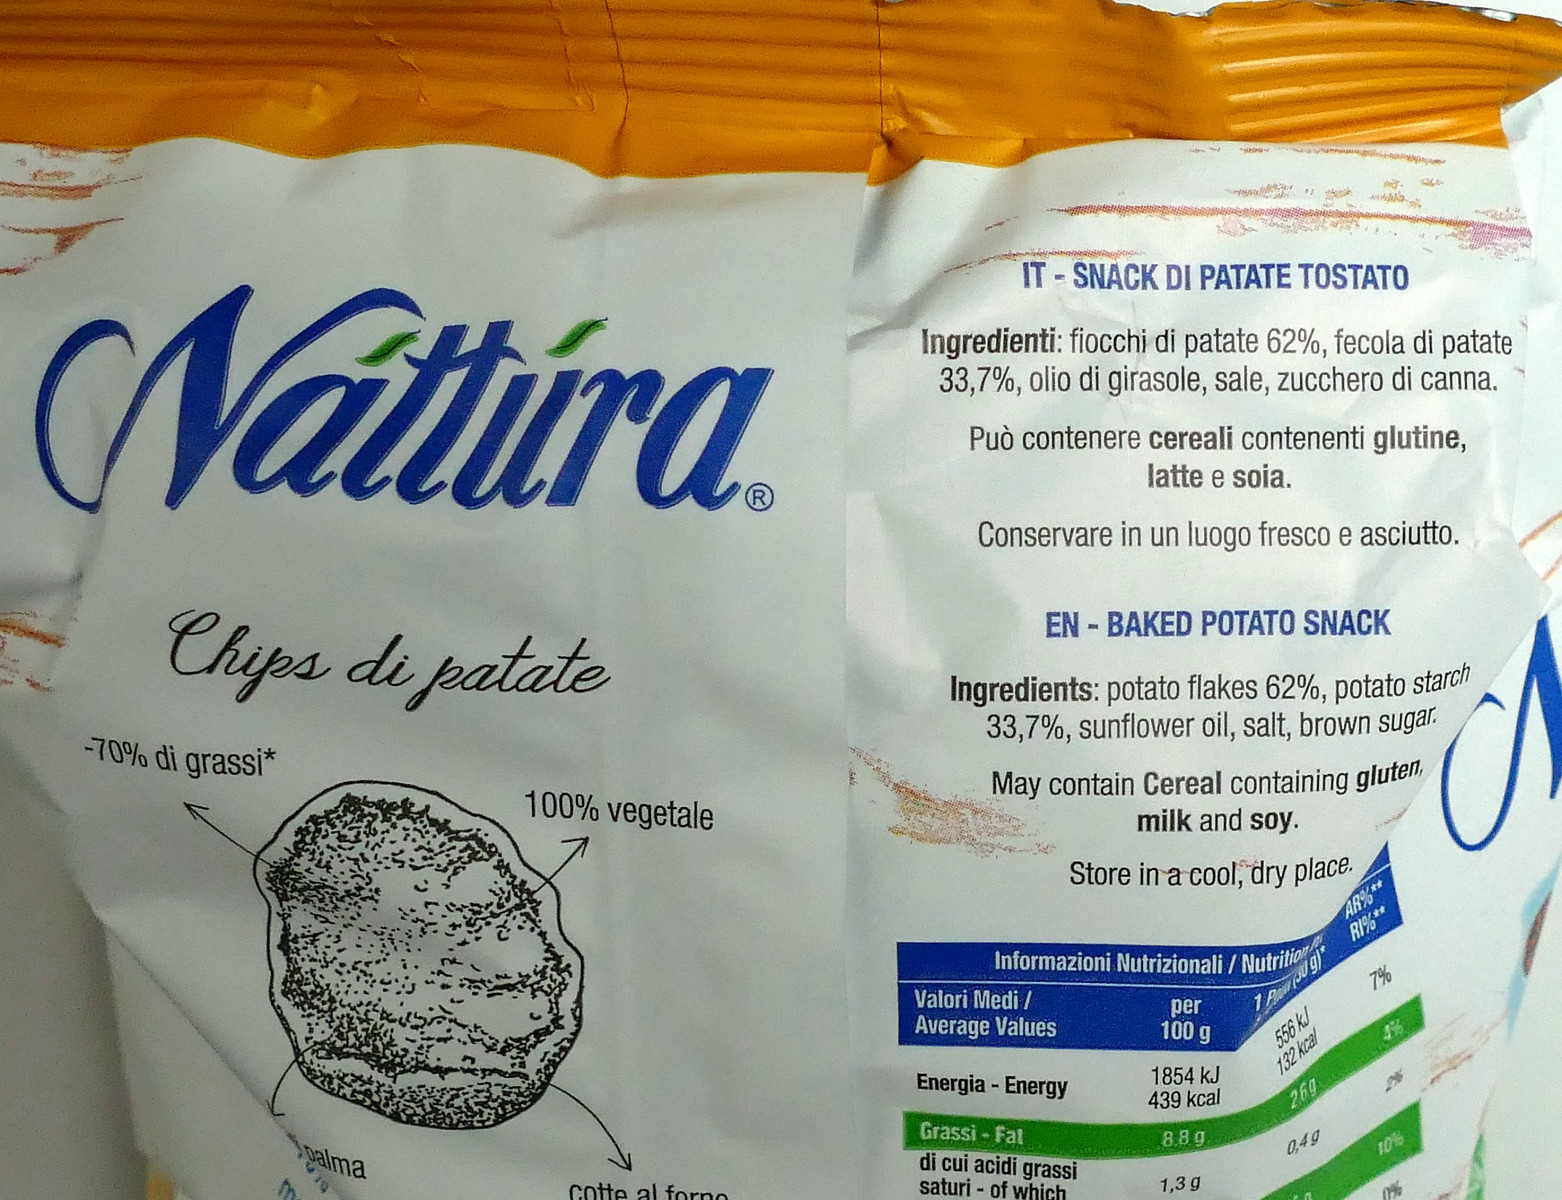 Nattura®
Chips di patate
-70% di grassi*
100% vegetale
palma
cotte al forno
IT - SNACK DI PATATE TOSTATO
Ingredienti: fiocchi di patate 62%, fecola di patate
33,7%, olio di girasole, sale, zucchero di canna.
Può contenere cereali contenenti glutine,
latte e soia.
Conservare in un luogo fresco e asciutto.
EN - BAKED POTATO SNACK
Ingredients: potato flakes 62%, potato starch
33,7%, sunflower oil, salt, brown sugar.
May contain Cereal containing gluten,
milk and soy.
Store in a cool, dry place.
Informazioni Nutrizionali / Nutrition
Valori Medi / per 1 (30 g)* AR%**
Average Values 100 g RI%**
Energia - Energy 1854 kJ 556 kJ 7%
439 kcal 132 kcal
Grassi - Fat 8.8 g 2.6 g 4%
di cui acidi grassi
saturi - of which 1,3 g 0,4 g 2%
10%